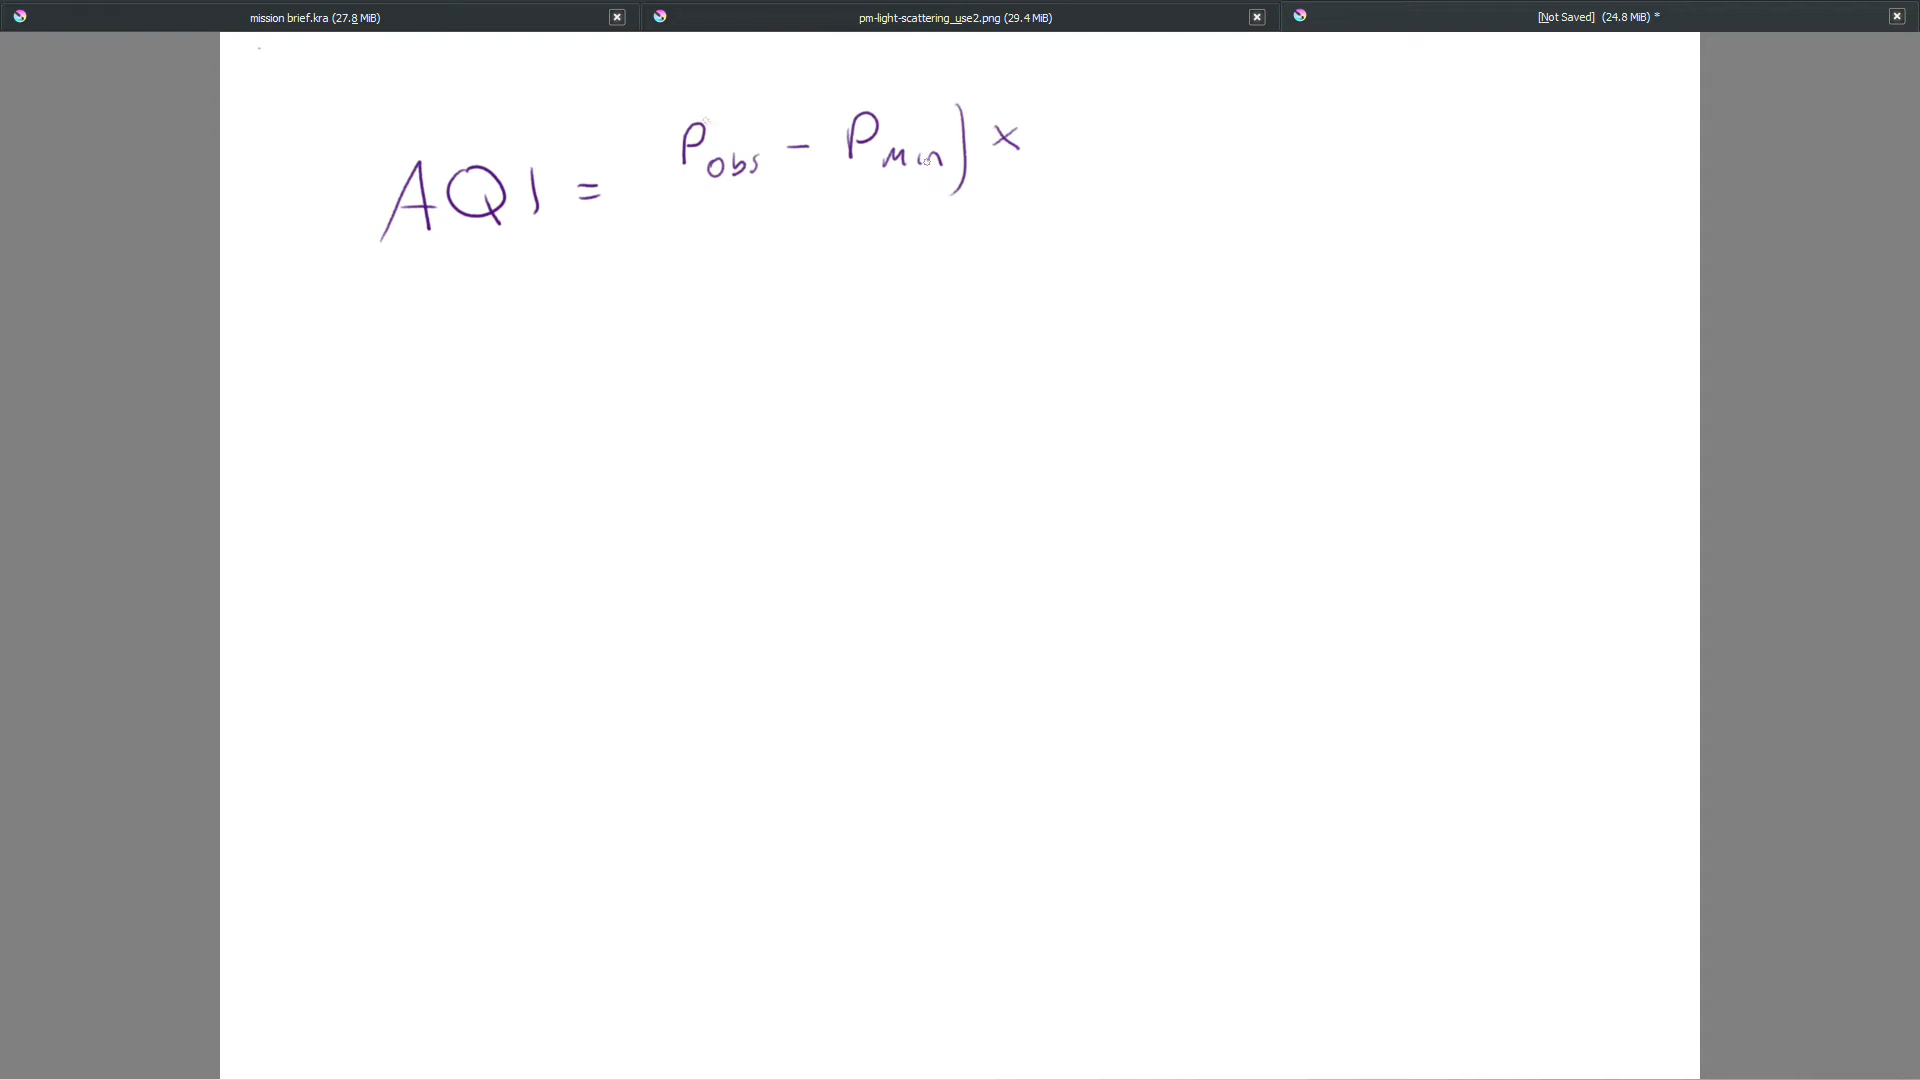 mission brief.kra (27.8 MiB)
pm-light-scattering_use2.png (29.4 MiB)
[Not Saved] (24.8 MiB) *
AQI = Pobs - PMin) ×